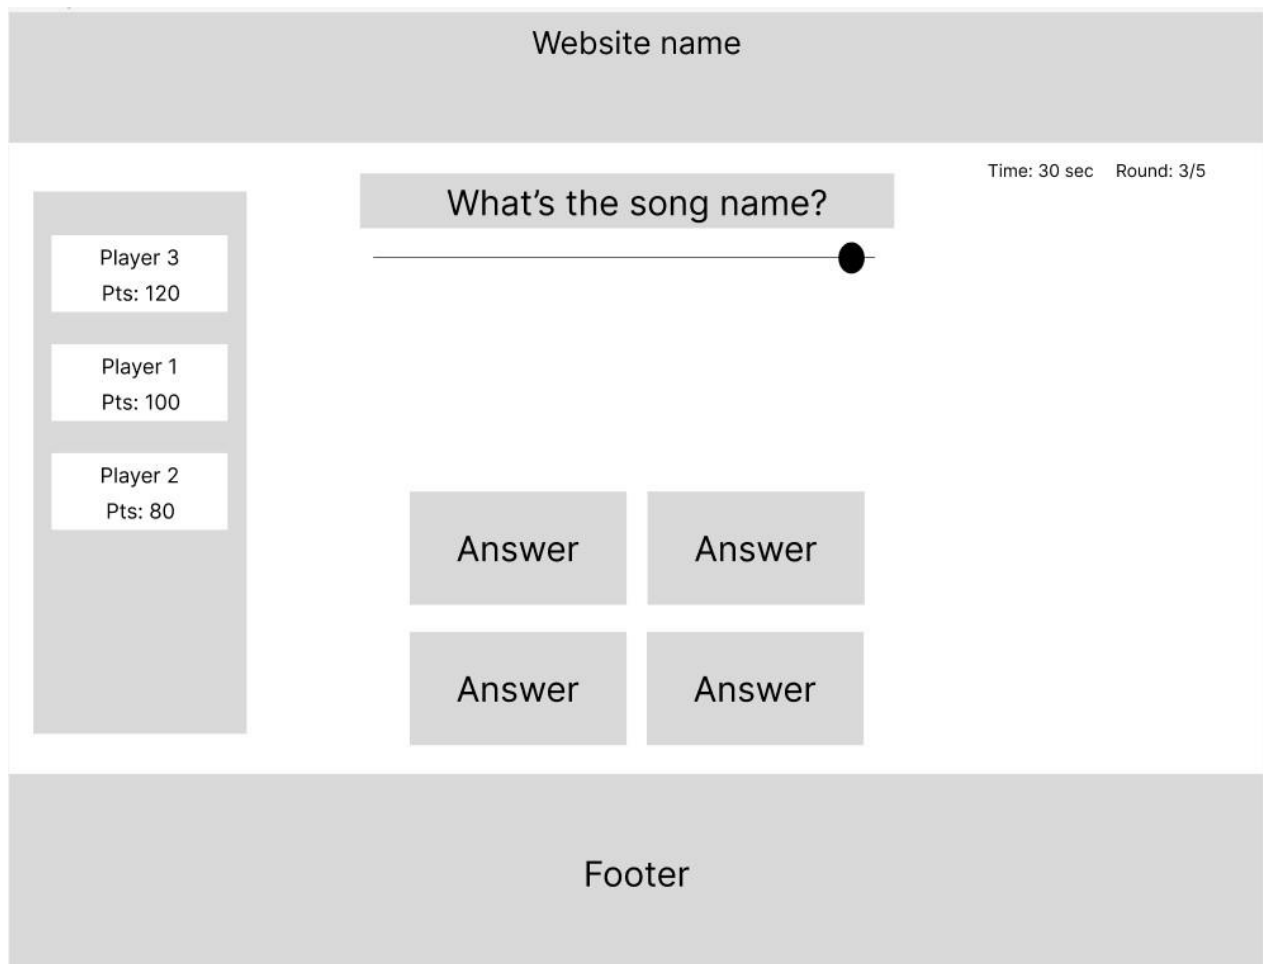 Website name
Time: 30 sec Round: 3/5
What’s the song name?
Player 3
Pts: 120
Player 1
Pts: 100
Player 2
Pts: 80
Answer Answer
Answer Answer
Footer